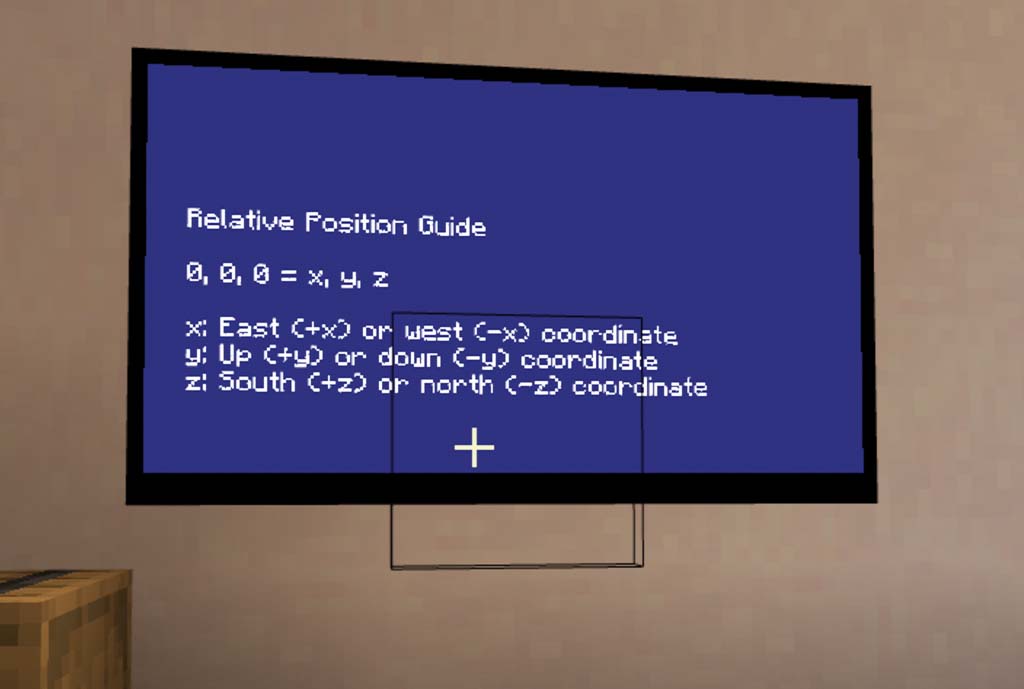 Relative Position Guide
0, 0, 0 = x, y, z
x: East (+x) or west (-x) coordinate
y: Up (+y) or down (-y) coordinate
z: South (+z) or north (-z) coordinate